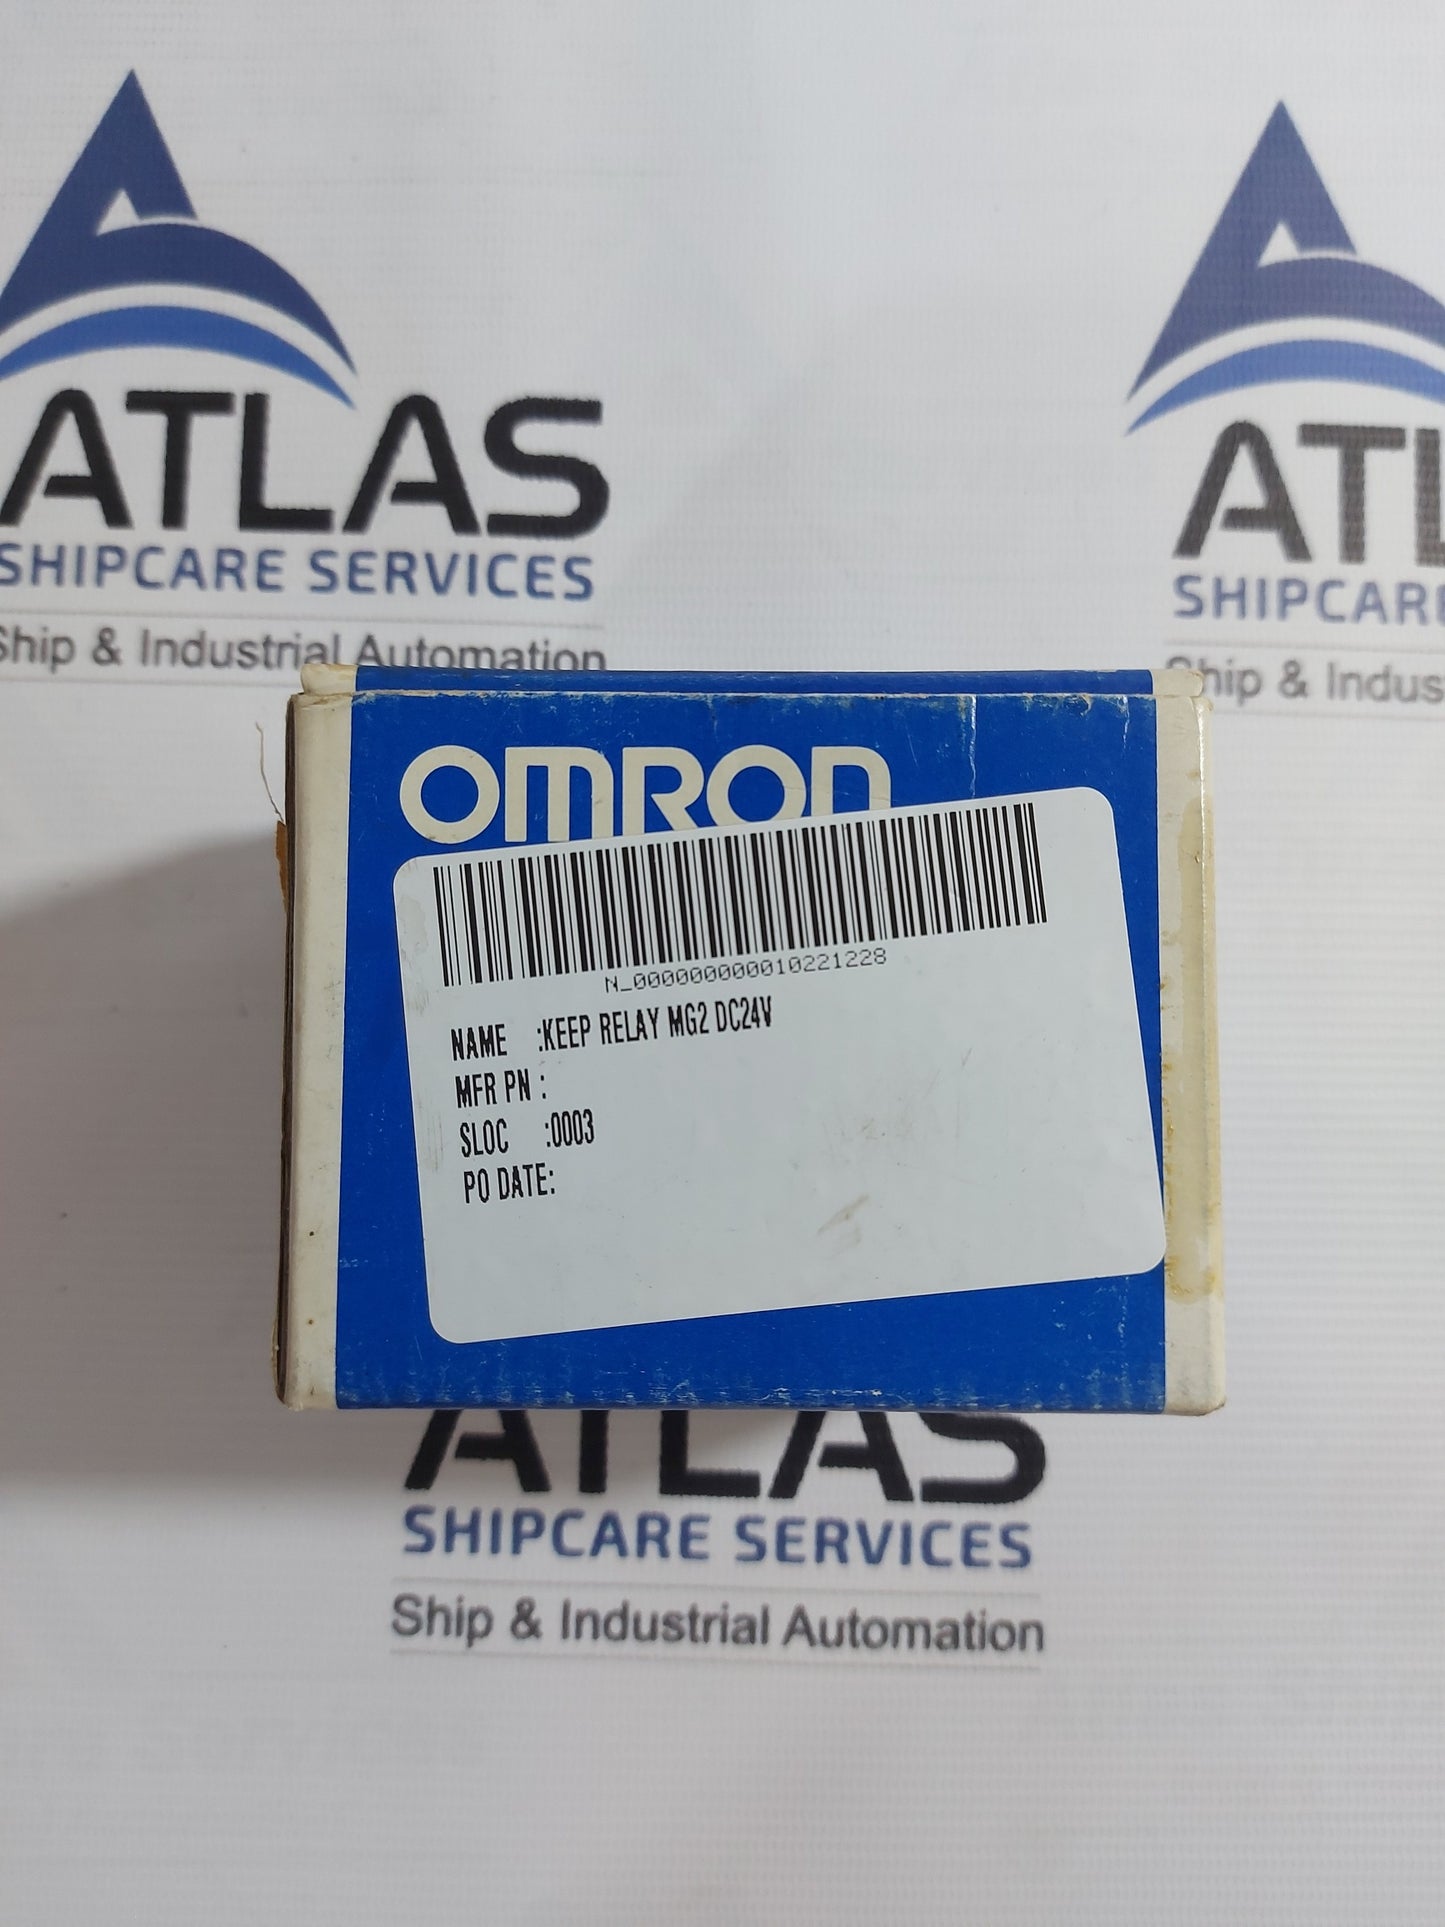 ATLAS
SHIPCARE SERVICES
Ship & Industrial Automation
ATL
SHIPCARE
Ship & Indus
OMRON
N_000000000010221228
NAME :KEEP RELAY MG2 DC24V
MFR PN :
SLOC :0003
PO DATE:
ATLAS
SHIPCARE SERVICES
Ship & Industrial Automation